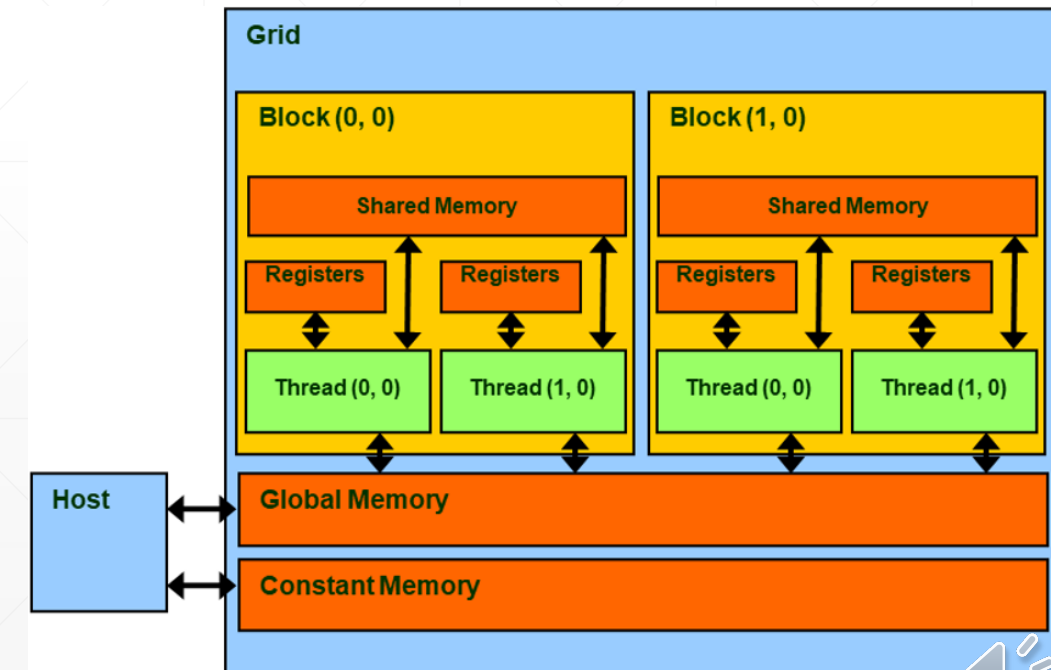 Grid
Block (0, 0)
Block (1, 0)
Shared Memory
Shared Memory
Registers
Registers
Registers
Registers
Thread (0, 0)
Thread (1, 0)
Thread (0, 0)
Thread (1, 0)
Host
Global Memory
Constant Memory